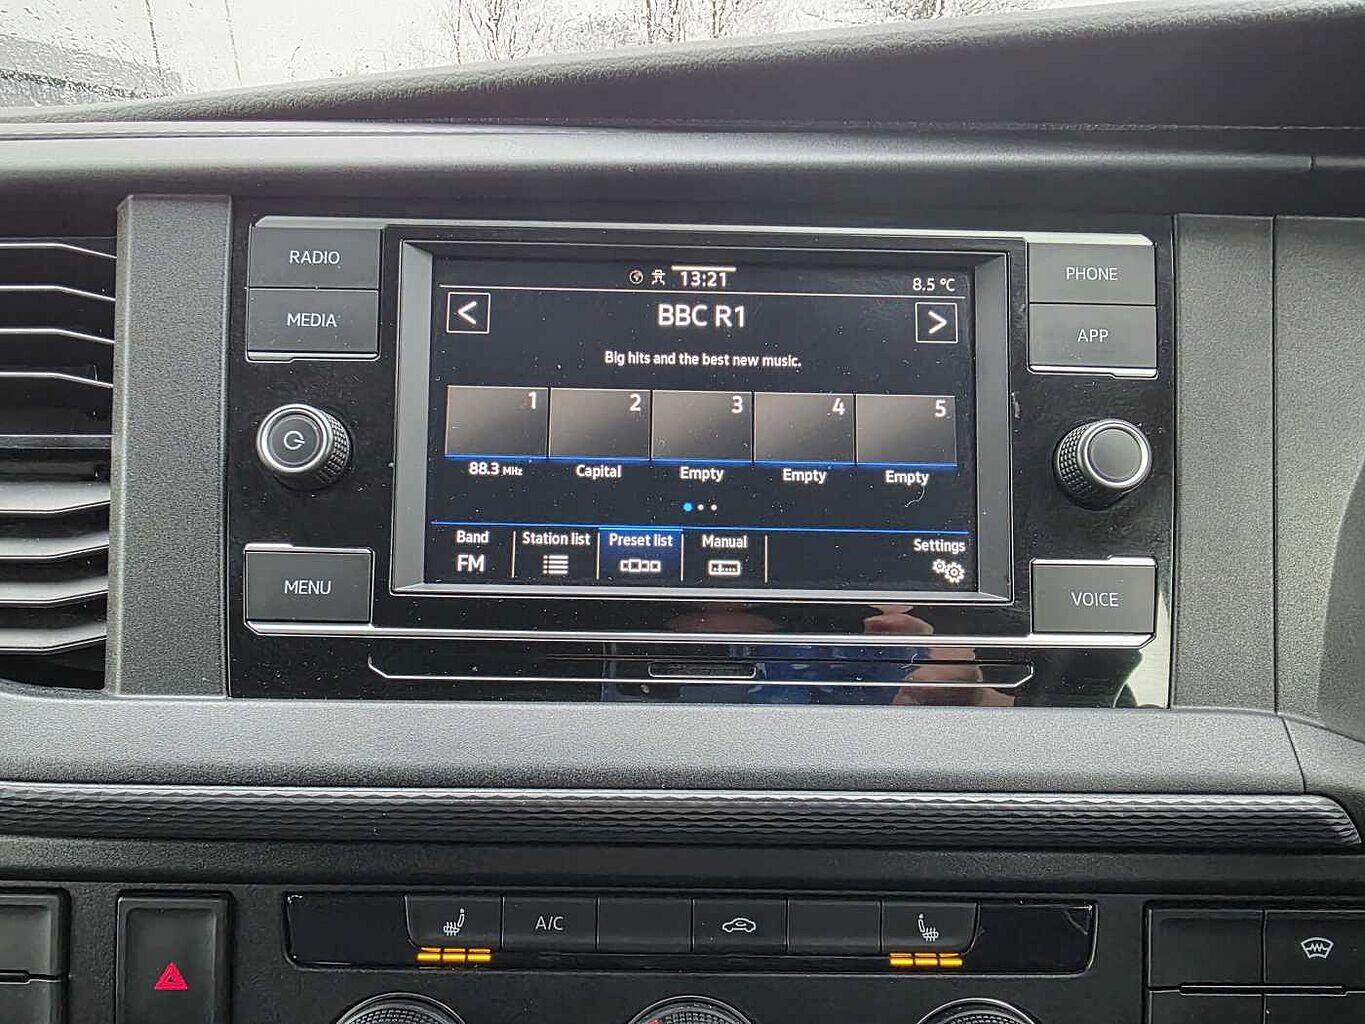 RADIO
MEDIA
MENU
PHONE
APP
VOICE
13:21
8.5 °C
<
BBC R1
>
Big hits and the best new music.
1 2 3 4 5
88.3 MHz Capital Empty Empty Empty
Band Station list Preset list Manual Settings
FM
A/C